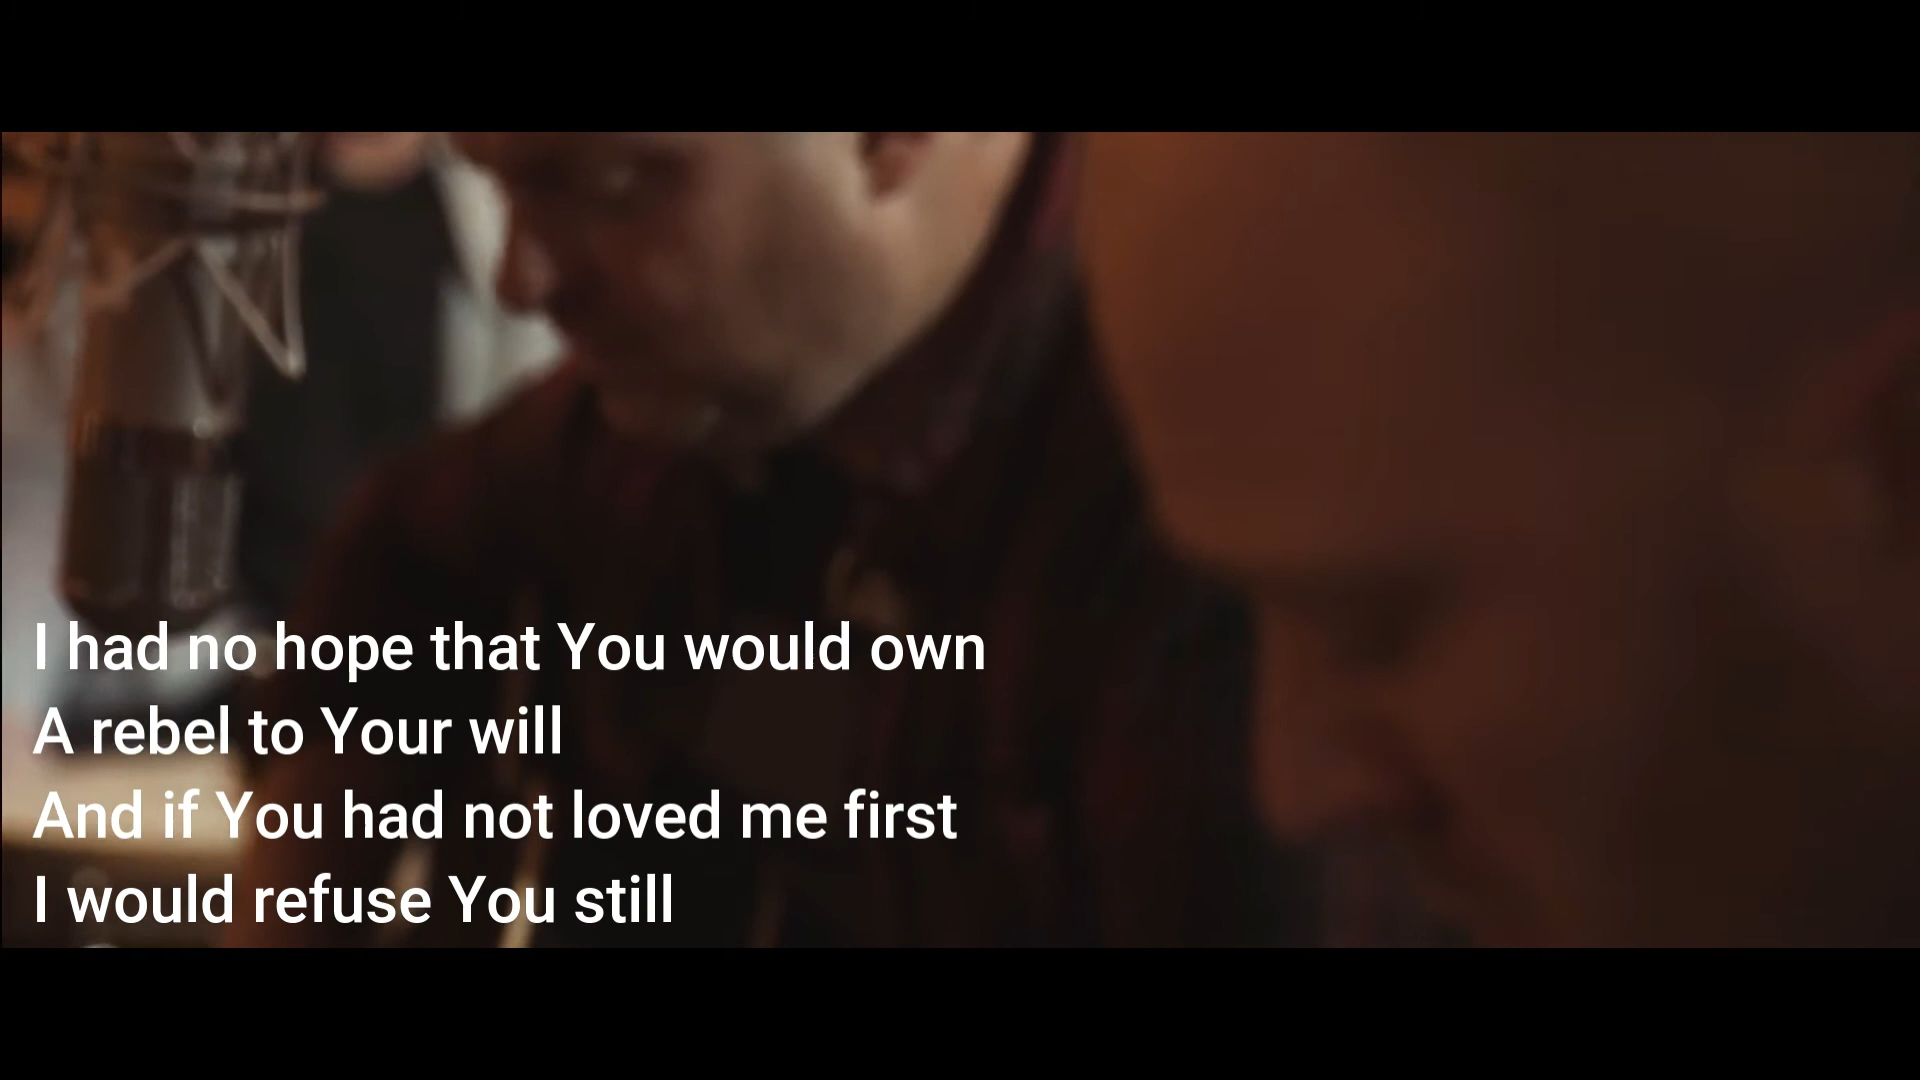 I had no hope that You would own
A rebel to Your will
And if You had not loved me first
I would refuse You still